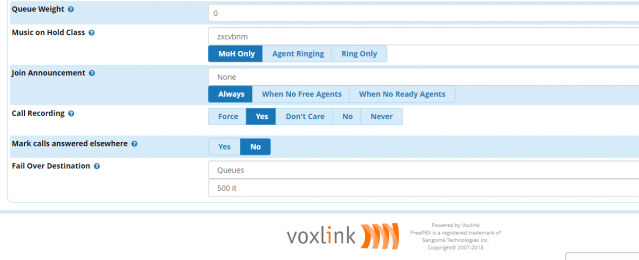 Queue Weight
0
Music on Hold Class
zxcvbnm
MoH Only Agent Ringing Ring Only
Join Announcement
None
Always When No Free Agents When No Ready Agents
Call Recording
Force Yes Don't Care No Never
Mark calls answered elsewhere
Yes No
Fail Over Destination
Queues
500 it
voxlink
Powered by Voxlink
FreePBX is a registered trademark of
Sangoma Technologies Inc.
Copyright© 2007-2018